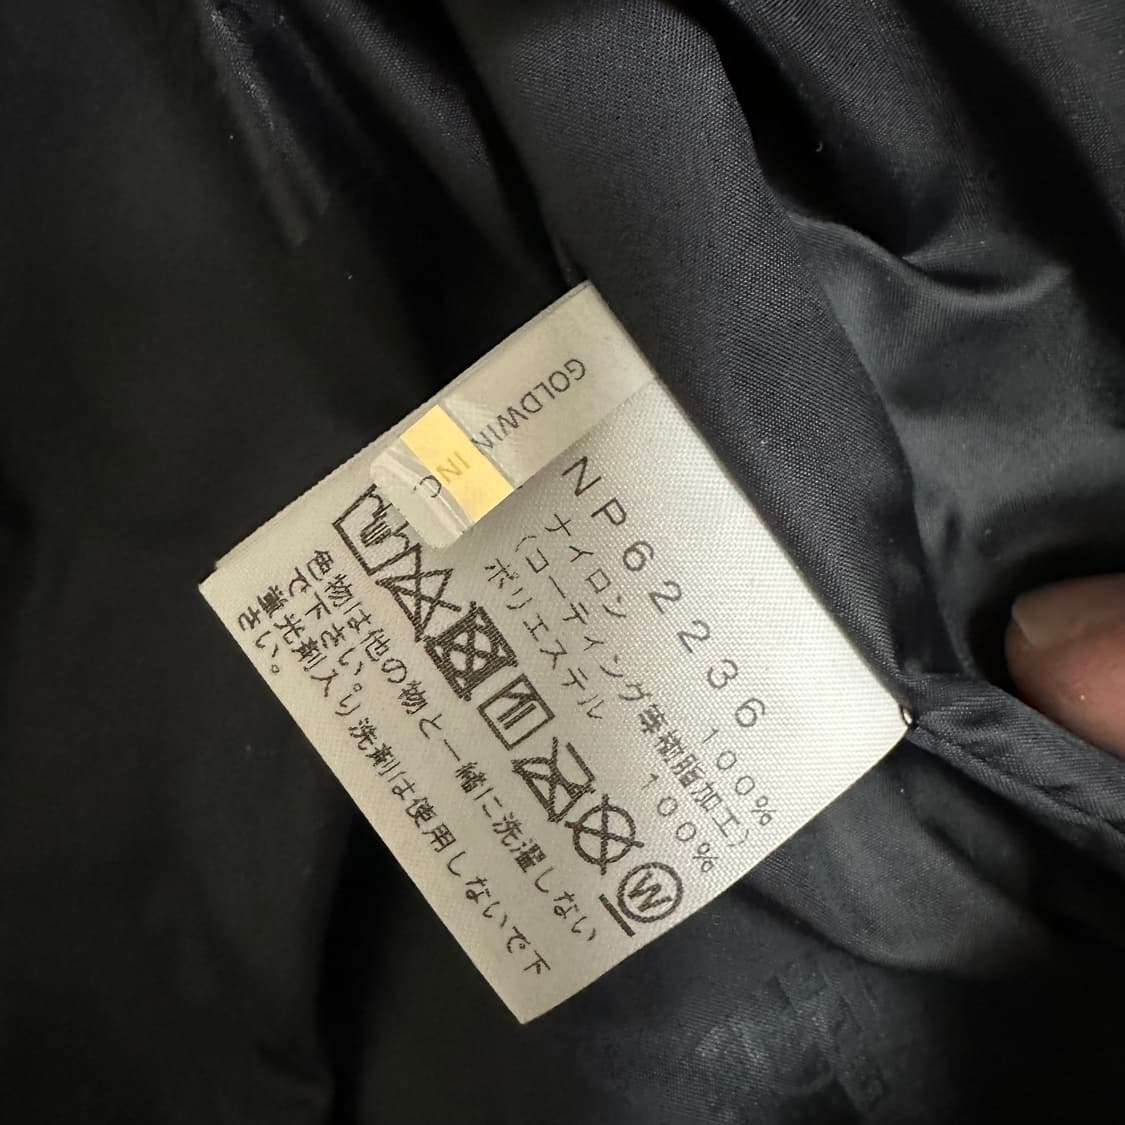 GOLDWIN INC
NP62236
ナイロン 100%
(コーティング等樹脂加工)
ポリエステル 100%
W
色物は他の物と一緒に洗濯しない
で下さい。
蛍光剤入り洗剤は使用しないで下
さい。